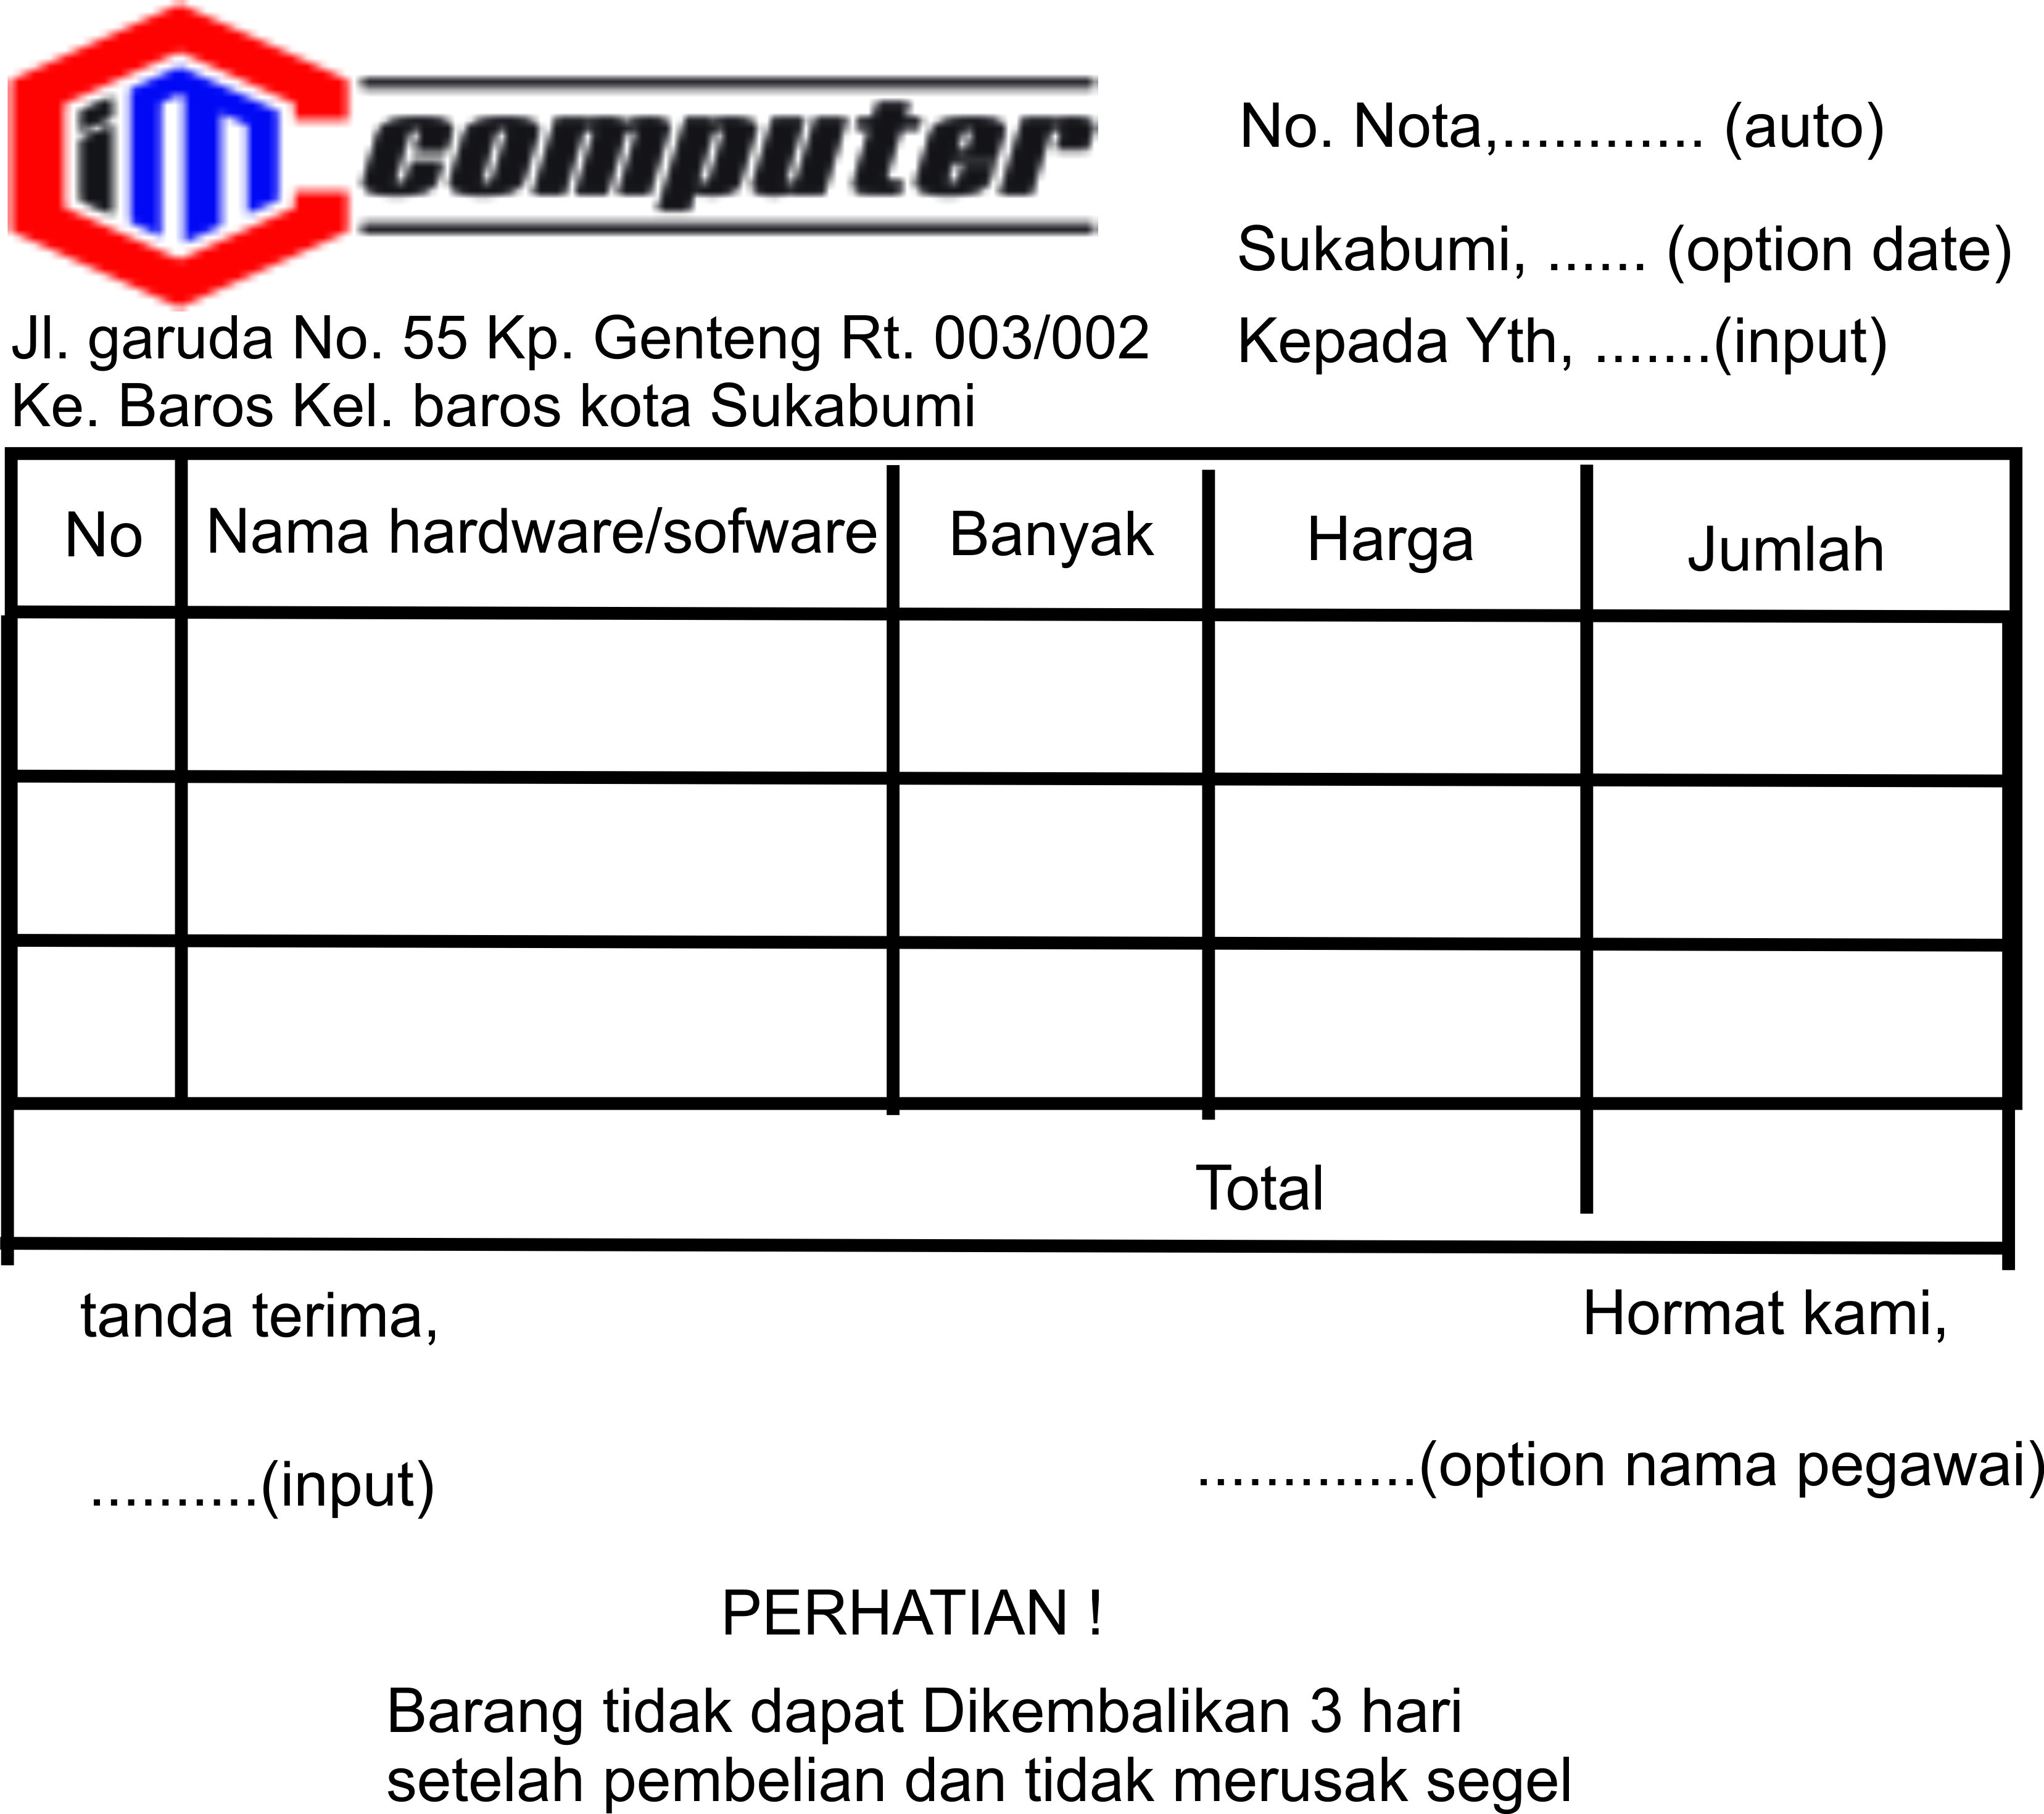 iM computer
No. Nota,............ (auto)
Sukabumi, ...... (option date)
Kepada Yth, .......(input)
Jl. garuda No. 55 Kp. Genteng Rt. 003/002
Ke. Baros Kel. baros kota Sukabumi
No Nama hardware/sofware Banyak Harga Jumlah
Total
tanda terima,
Hormat kami,
..........(input)
.............(option nama pegawai)
PERHATIAN !
Barang tidak dapat Dikembalikan 3 hari
setelah pembelian dan tidak merusak segel